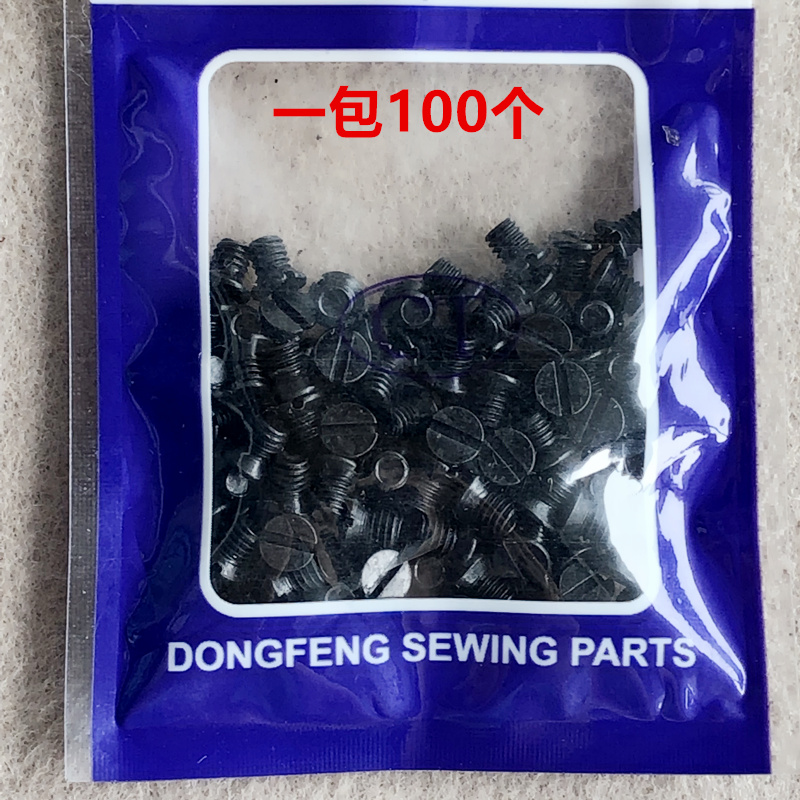 一包100个
DONGFENG SEWING PARTS